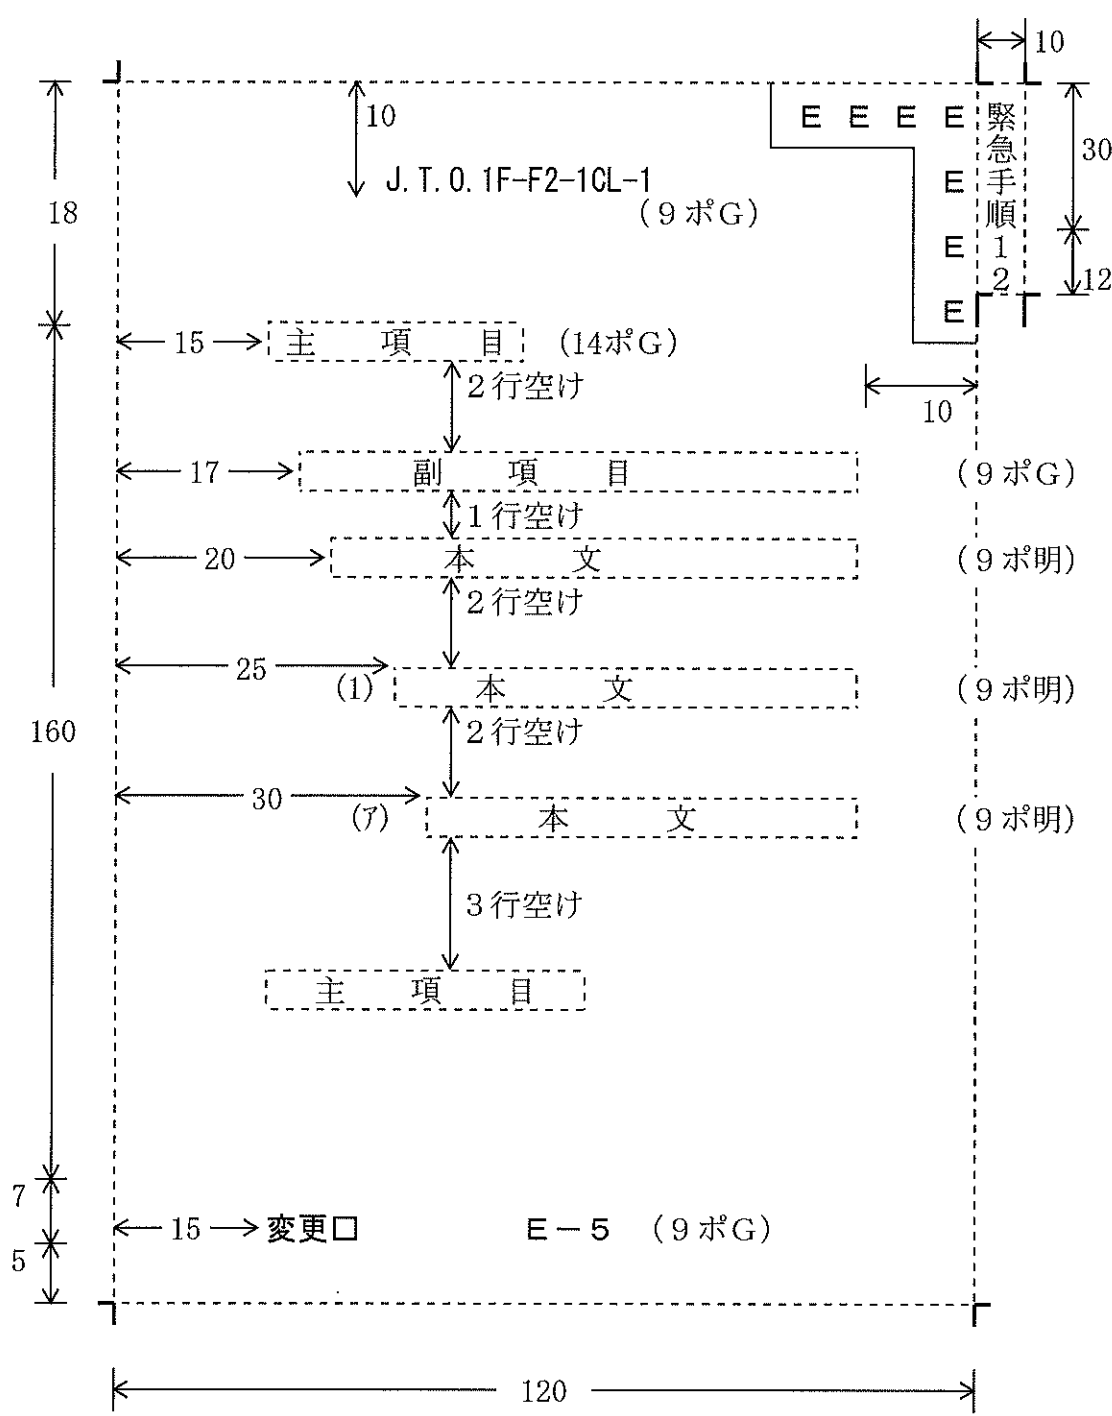 10
10
E E E E
緊急手順12
30
J.T.O.1F-F2-1CL-1
E
18
(9ポG)
E
12
E
15
主 項 目
(14ポG)
2行空け
10
17
副 項 目
(9ポG)
1行空け
20
本 文
(9ポ明)
2行空け
25
(1)
本 文
(9ポ明)
160
2行空け
30
(ア)
本 文
(9ポ明)
3行空け
主 項 目
7
15
変更□
E-5
(9ポG)
5
120